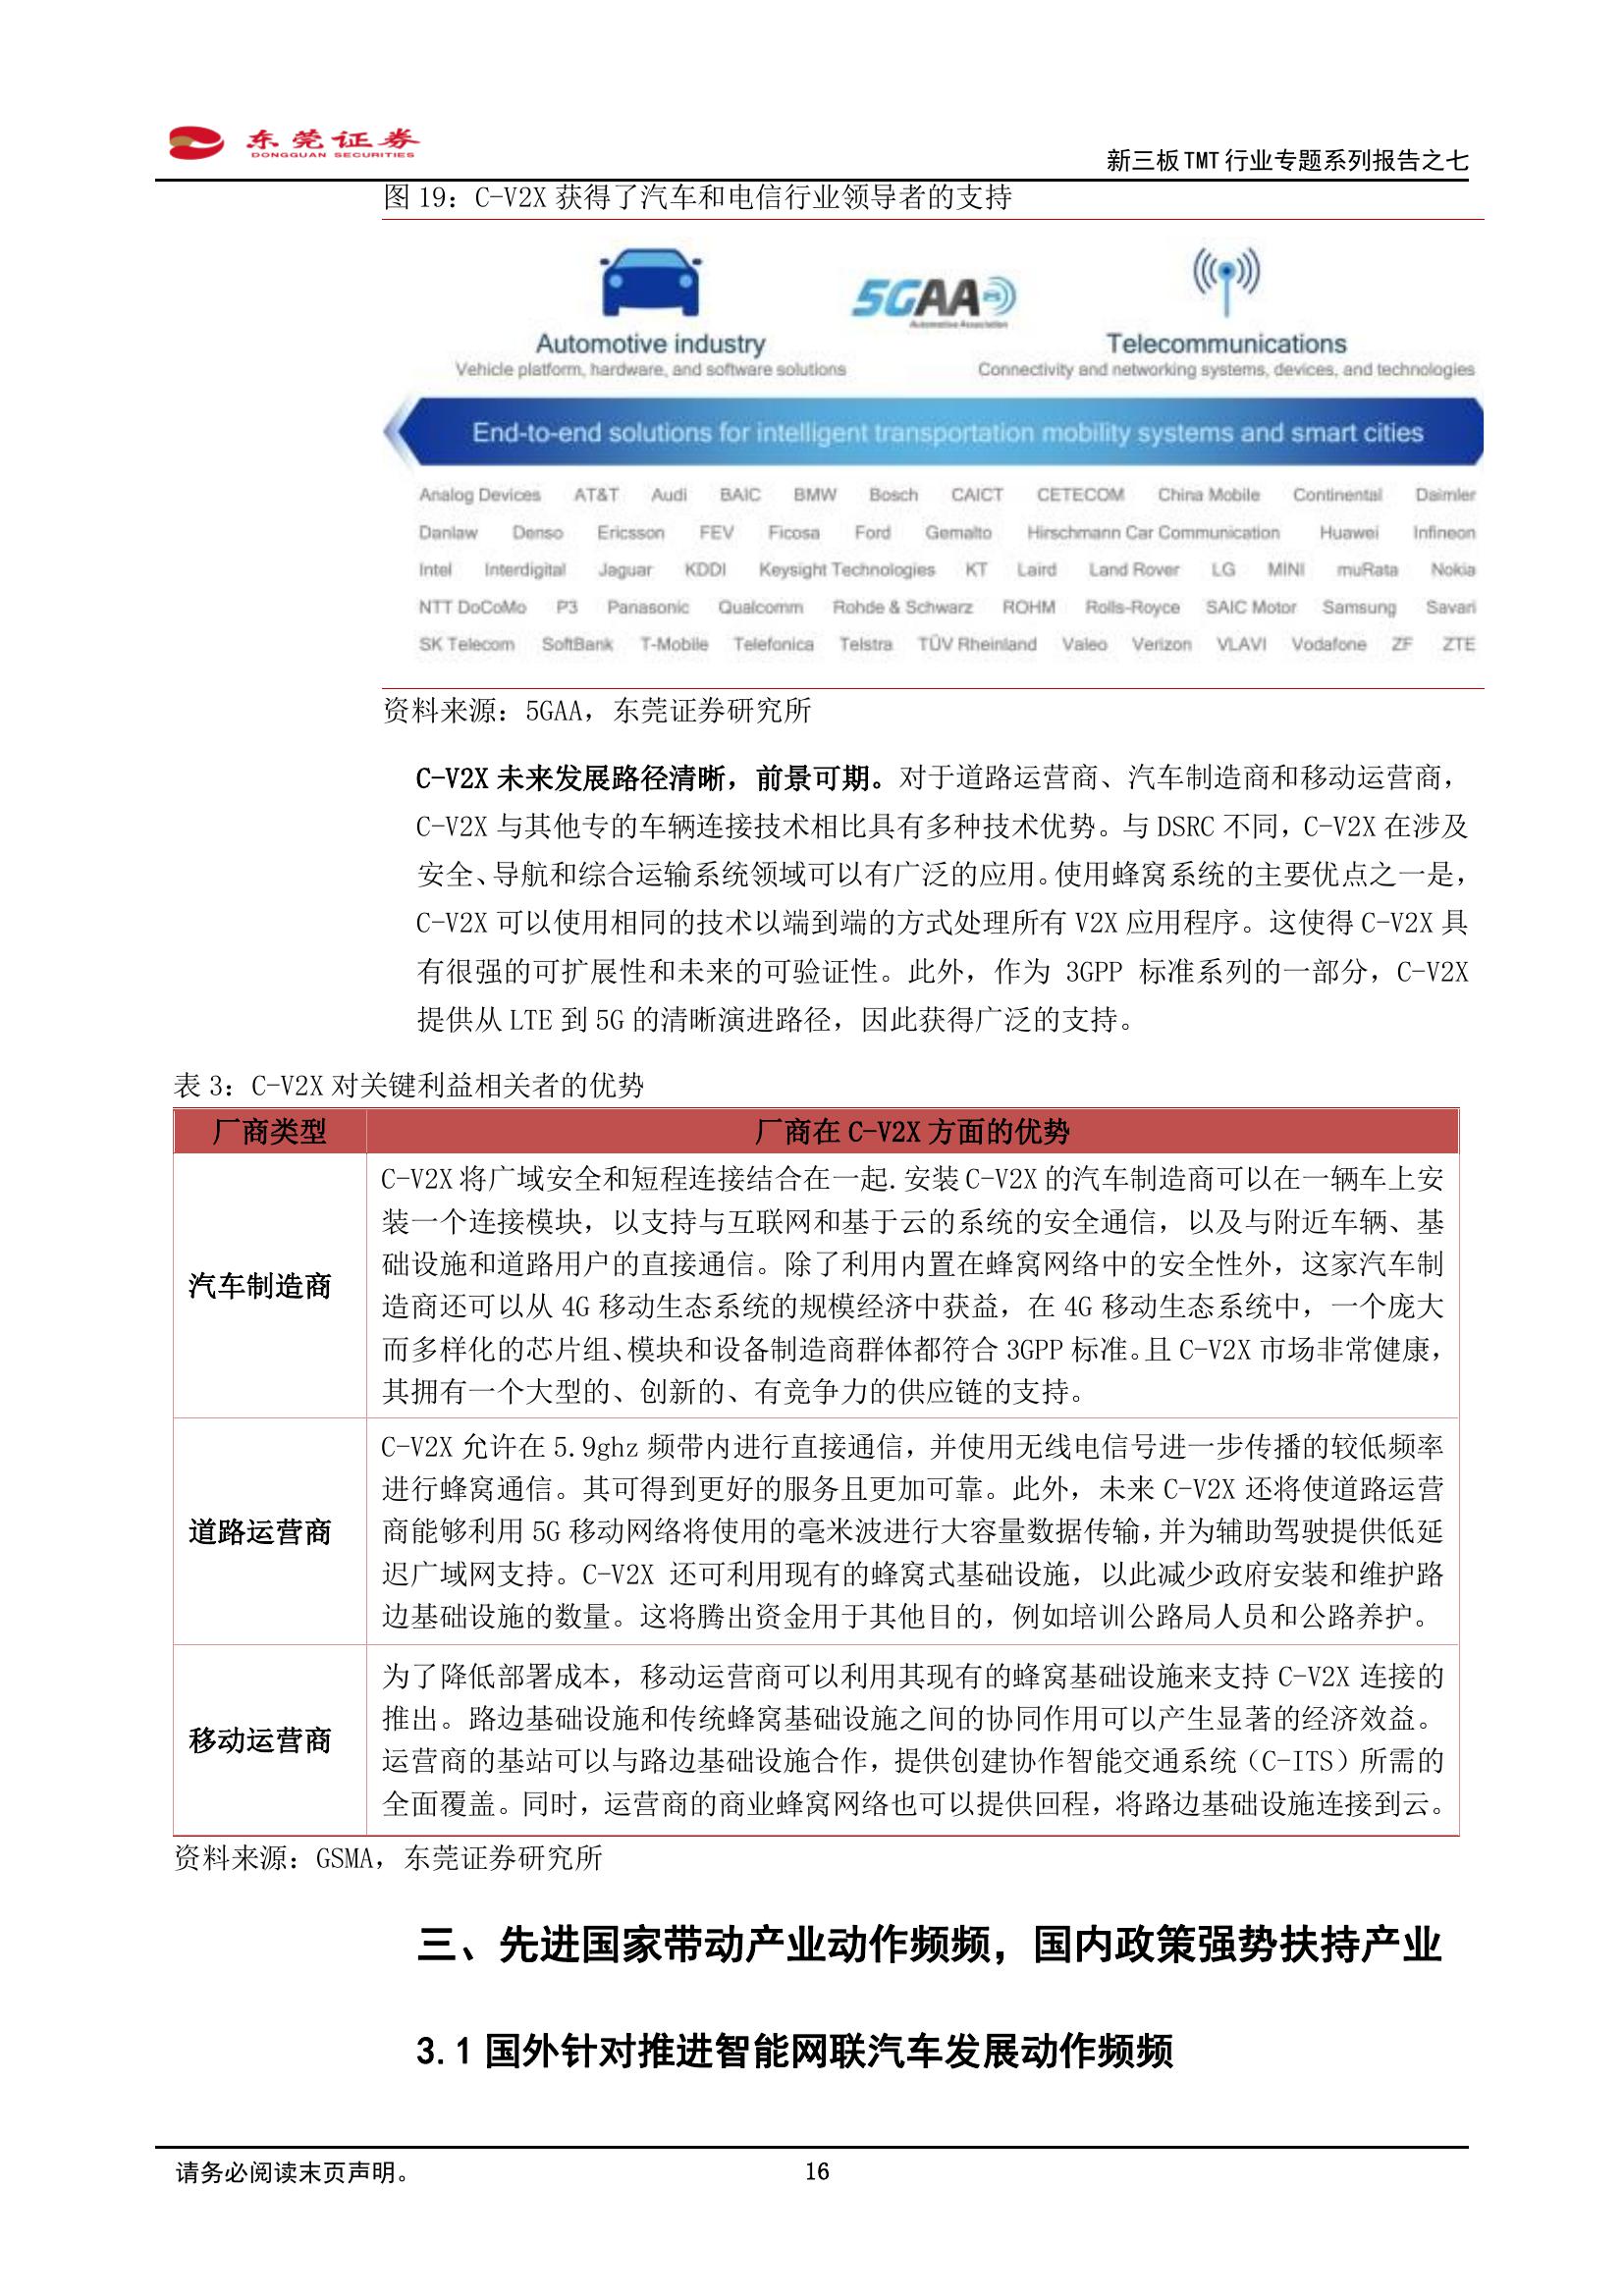 东莞证券
DONGGUAN SECURITIES
新三板 TMT 行业专题系列报告之七
图 19：C-V2X 获得了汽车和电信行业领导者的支持
5GAA
Automotive Association
Automotive industry
Vehicle platform, hardware, and software solutions
Telecommunications
Connectivity and networking systems, devices, and technologies
End-to-end solutions for intelligent transportation mobility systems and smart cities
Analog Devices AT&T Audi BAIC BMW Bosch CAICT CETECOM China Mobile Continental Daimler
Danlaw Denso Ericsson FEV Ficosa Ford Gemalto Hirschmann Car Communication Huawei Infineon
Intel Interdigital Jaguar KDDI Keysight Technologies KT Laird Land Rover LG MINI muRata Nokia
NTT DoCoMo P3 Panasonic Qualcomm Rohde & Schwarz ROHM Rolls-Royce SAIC Motor Samsung Savari
SK Telecom SoftBank T-Mobile Telefonica Telstra TÜV Rheinland Valeo Verizon VLAVI Vodafone ZF ZTE
资料来源：5GAA，东莞证券研究所
C-V2X 未来发展路径清晰，前景可期。对于道路运营商、汽车制造商和移动运营商，
C-V2X 与其他专的车辆连接技术相比具有多种技术优势。与 DSRC 不同，C-V2X 在涉及
安全、导航和综合运输系统领域可以有广泛的应用。使用蜂窝系统的主要优点之一是，
C-V2X 可以使用相同的技术以端到端的方式处理所有 V2X 应用程序。这使得 C-V2X 具
有很强的可扩展性和未来的可验证性。此外，作为 3GPP 标准系列的一部分，C-V2X
提供从 LTE 到 5G 的清晰演进路径，因此获得广泛的支持。
表 3：C-V2X 对关键利益相关者的优势
厂商类型 厂商在 C-V2X 方面的优势
汽车制造商
C-V2X 将广域安全和短程连接结合在一起.安装 C-V2X 的汽车制造商可以在一辆车上安
装一个连接模块，以支持与互联网和基于云的系统的安全通信，以及与附近车辆、基
础设施和道路用户的直接通信。除了利用内置在蜂窝网络中的安全性外，这家汽车制
造商还可以从 4G 移动生态系统的规模经济中获益，在 4G 移动生态系统中，一个庞大
而多样化的芯片组、模块和设备制造商群体都符合 3GPP 标准。且 C-V2X 市场非常健康，
其拥有一个大型的、创新的、有竞争力的供应链的支持。
道路运营商
C-V2X 允许在 5.9ghz 频带内进行直接通信，并使用无线电信号进一步传播的较低频率
进行蜂窝通信。其可得到更好的服务且更加可靠。此外，未来 C-V2X 还将使道路运营
商能够利用 5G 移动网络将使用的毫米波进行大容量数据传输，并为辅助驾驶提供低延
迟广域网支持。C-V2X 还可利用现有的蜂窝式基础设施，以此减少政府安装和维护路
边基础设施的数量。这将腾出资金用于其他目的，例如培训公路局人员和公路养护。
移动运营商
为了降低部署成本，移动运营商可以利用其现有的蜂窝基础设施来支持 C-V2X 连接的
推出。路边基础设施和传统蜂窝基础设施之间的协同作用可以产生显著的经济效益。
运营商的基站可以与路边基础设施合作，提供创建协作智能交通系统（C-ITS）所需的
全面覆盖。同时，运营商的商业蜂窝网络也可以提供回程，将路边基础设施连接到云。
资料来源：GSMA，东莞证券研究所
三、先进国家带动产业动作频频，国内政策强势扶持产业
3.1 国外针对推进智能网联汽车发展动作频频
请务必阅读末页声明。
16